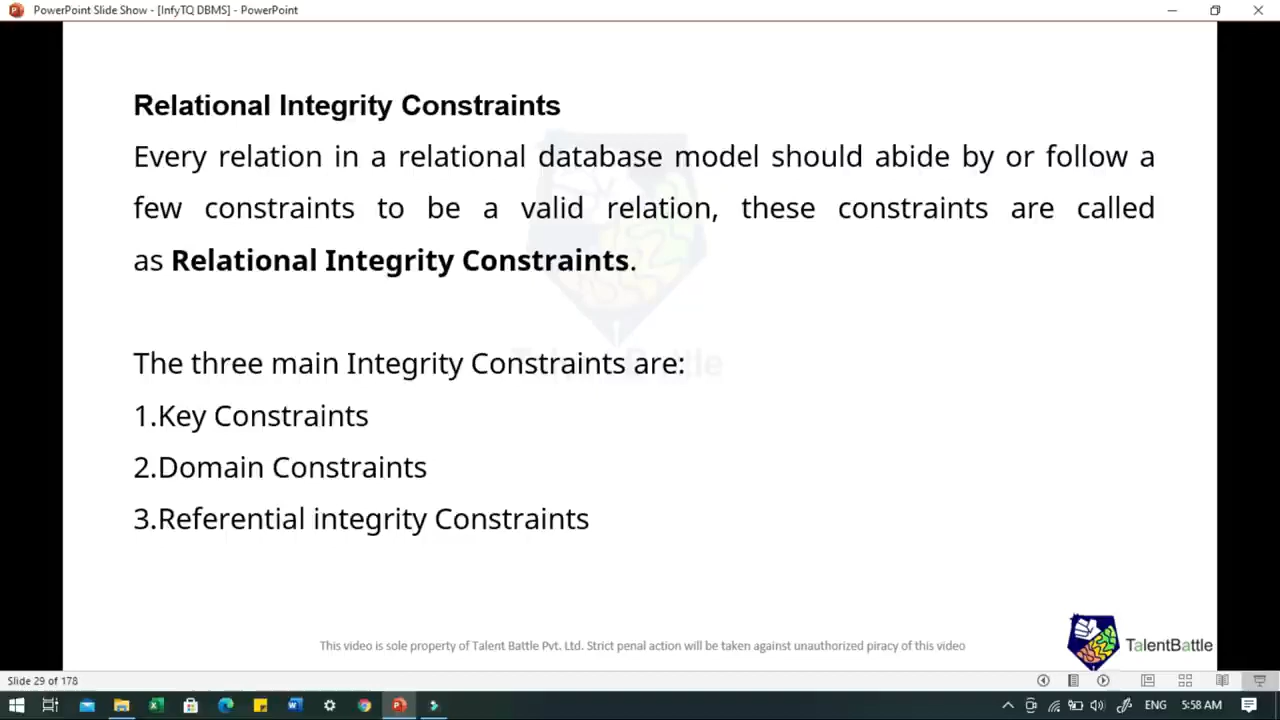 PowerPoint Slide Show - [InfyTQ DBMS] - PowerPoint
Relational Integrity Constraints
Every relation in a relational database model should abide by or follow a
few constraints to be a valid relation, these constraints are called
as Relational Integrity Constraints.
The three main Integrity Constraints are:
1.Key Constraints
2.Domain Constraints
3.Referential integrity Constraints
This video is sole property of Talent Battle Pvt. Ltd. Strict penal action will be taken against unauthorized piracy of this video
TalentBattle
Slide 29 of 178
ENG
5:58 AM